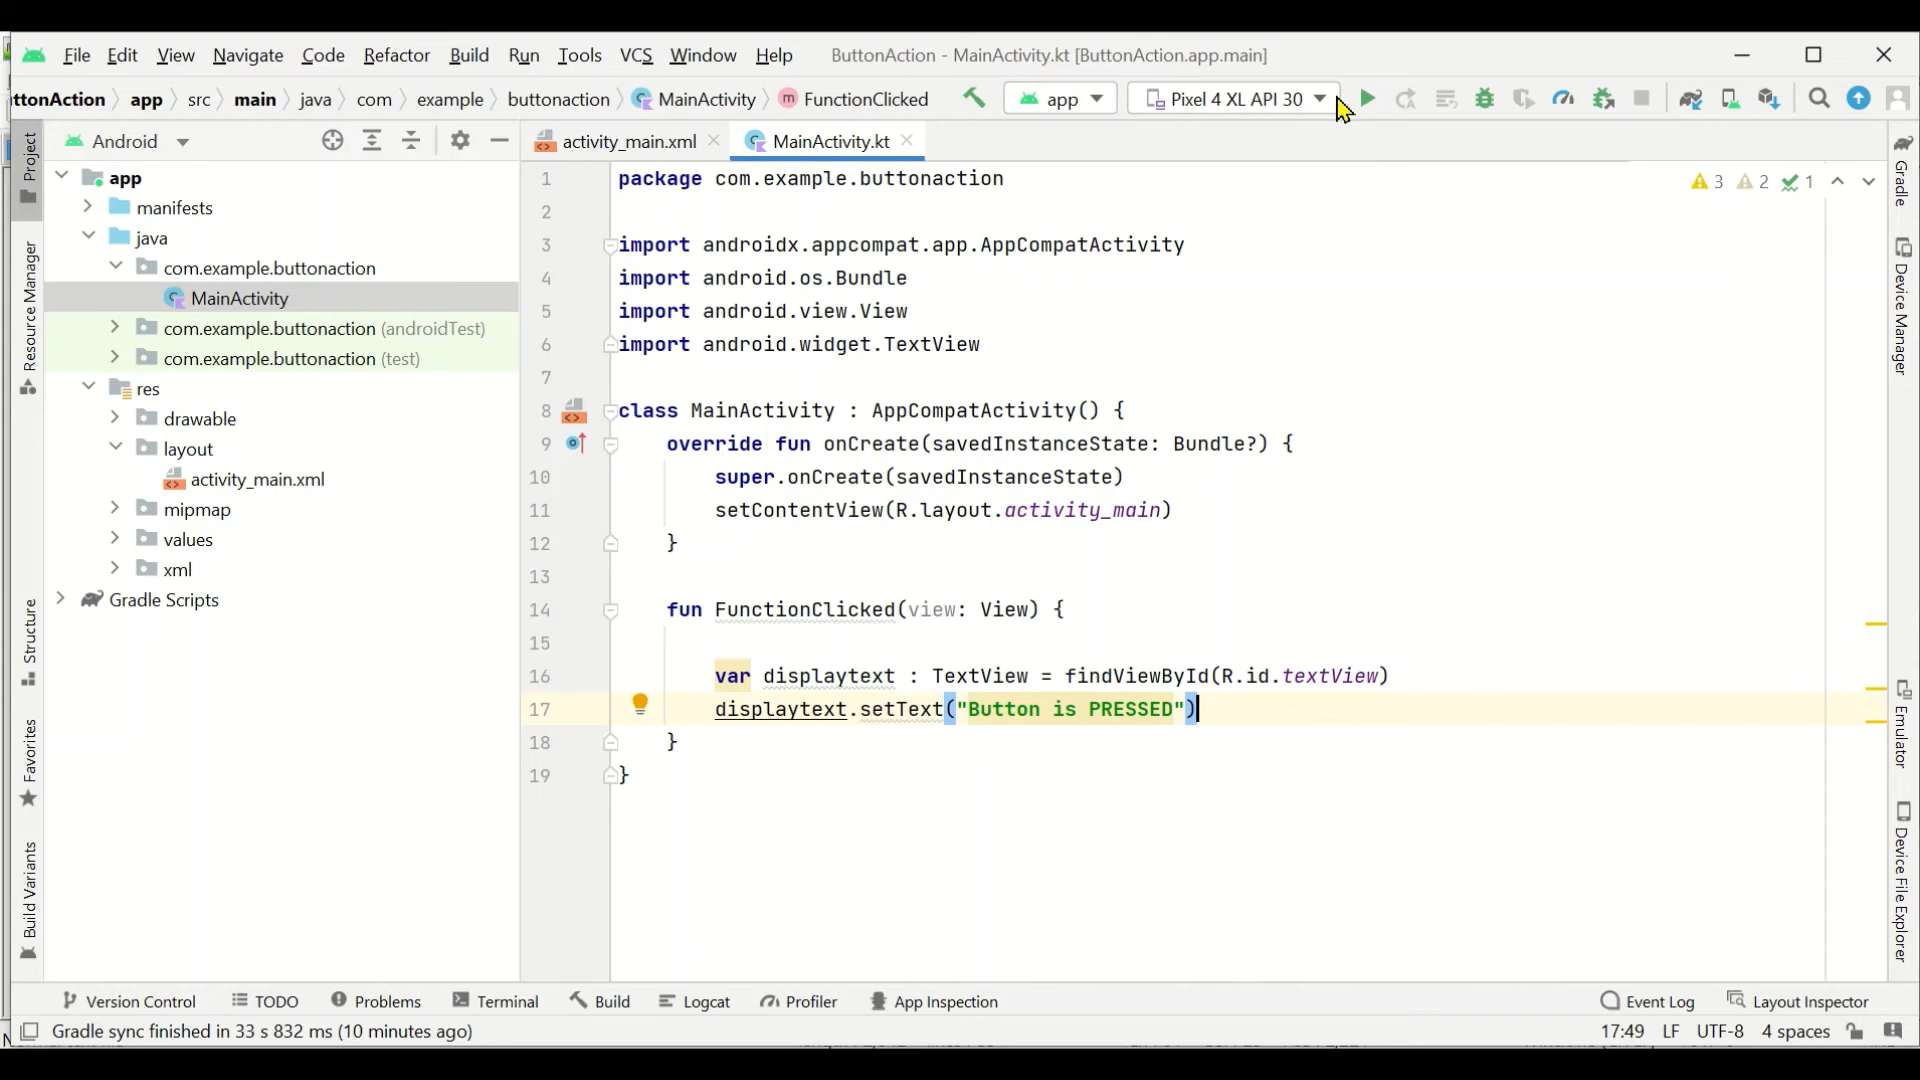 File Edit View Navigate Code Refactor Build Run Tools VCS Window Help ButtonAction - MainActivity.kt [ButtonAction.app.main]
ttonAction app src main java com example buttonaction MainActivity FunctionClicked app Pixel 4 XL API 30
Android
activity_main.xml MainActivity.kt
app
manifests
java
com.example.buttonaction
MainActivity
com.example.buttonaction (androidTest)
com.example.buttonaction (test)
res
drawable
layout
activity_main.xml
mipmap
values
xml
Gradle Scripts
Project
Resource Manager
Structure
Favorites
Build Variants
1 package com.example.buttonaction
2
3 import androidx.appcompat.app.AppCompatActivity
4 import android.os.Bundle
5 import android.view.View
6 import android.widget.TextView
7
8 class MainActivity : AppCompatActivity() {
9 override fun onCreate(savedInstanceState: Bundle?) {
10 super.onCreate(savedInstanceState)
11 setContentView(R.layout.activity_main)
12 }
13
14 fun FunctionClicked(view: View) {
15
16 var displaytext : TextView = findViewById(R.id.textView)
17 displaytext.setText("Button is PRESSED")
18 }
19 }
3 2 1
Gradle
Device Manager
Emulator
Device File Explorer
Version Control TODO Problems Terminal Build Logcat Profiler App Inspection Event Log Layout Inspector
Gradle sync finished in 33 s 832 ms (10 minutes ago) 17:49 LF UTF-8 4 spaces